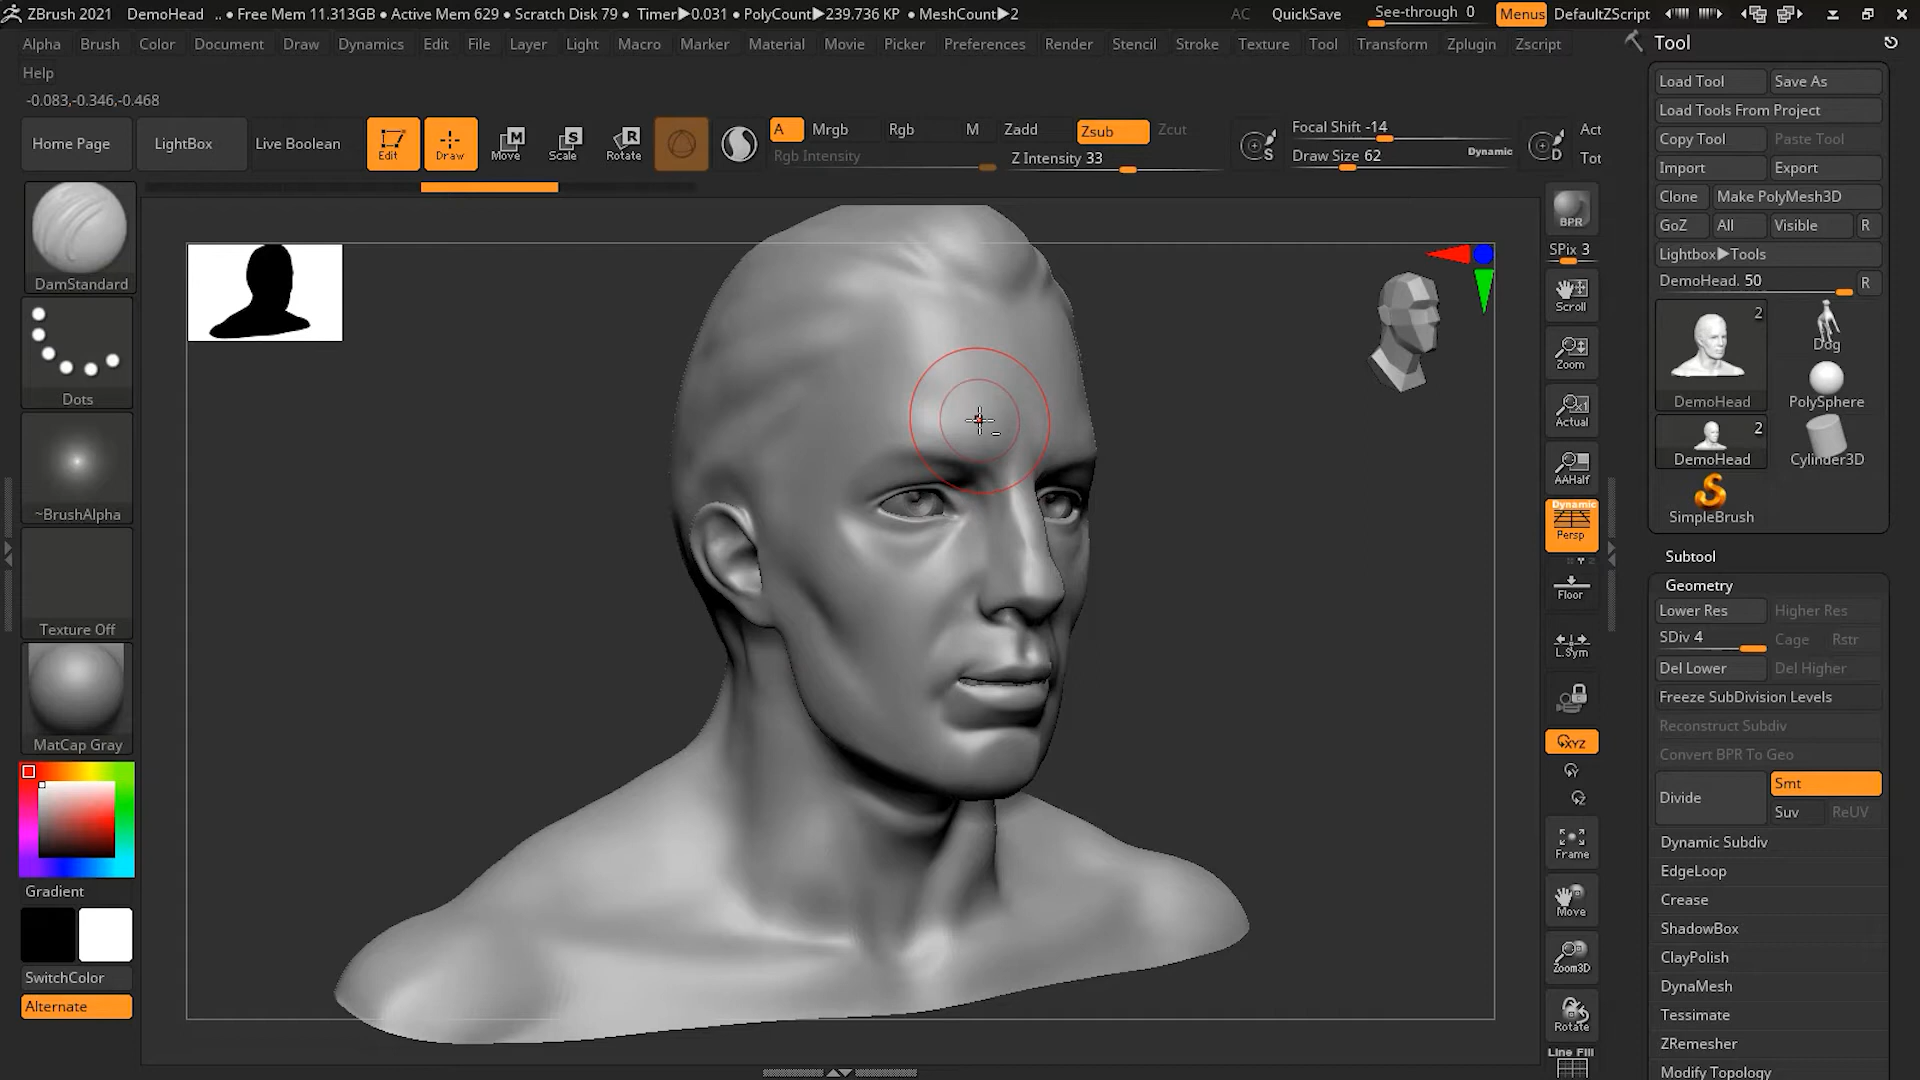 ZBrush 2021 DemoHead .. • Free Mem 11.313GB • Active Mem 629 • Scratch Disk 79 • Timer▶0.031 • PolyCount▶239.736 KP • MeshCount▶2 AC QuickSave See-through 0 Menus DefaultZScript
Alpha Brush Color Document Draw Dynamics Edit File Layer Light Macro Marker Material Movie Picker Preferences Render Stencil Stroke Texture Tool Transform Zplugin Zscript
Help
-0.083,-0.346,-0.468
Home Page LightBox Live Boolean Edit Draw Move Scale Rotate
M S R
A Mrgb Rgb M Zadd Zsub Zcut
Rgb Intensity Z Intensity 33
S Focal Shift -14
Draw Size 62 Dynamic
D Act
Tot
DamStandard
Dots
~BrushAlpha
Texture Off
MatCap Gray
Gradient
SwitchColor
Alternate
BPR
SPix 3
Scroll
Zoom
Actual
AAHalf
Dynamic
Persp
Floor
L.Sym
XYZ
Y
Z
Frame
Move
Zoom3D
Rotate
Line Fill
Tool
Load Tool Save As
Load Tools From Project
Copy Tool Paste Tool
Import Export
Clone Make PolyMesh3D
GoZ All Visible R
Lightbox▶Tools
DemoHead. 50 R
2
DemoHead
Dog
PolySphere
2
DemoHead
Cylinder3D
SimpleBrush
Subtool
Geometry
Lower Res Higher Res
SDiv 4 Cage Rstr
Del Lower Del Higher
Freeze SubDivision Levels
Reconstruct Subdiv
Convert BPR To Geo
Divide Smt
Suv ReUV
Dynamic Subdiv
EdgeLoop
Crease
ShadowBox
ClayPolish
DynaMesh
Tessimate
ZRemesher
Modify Topology